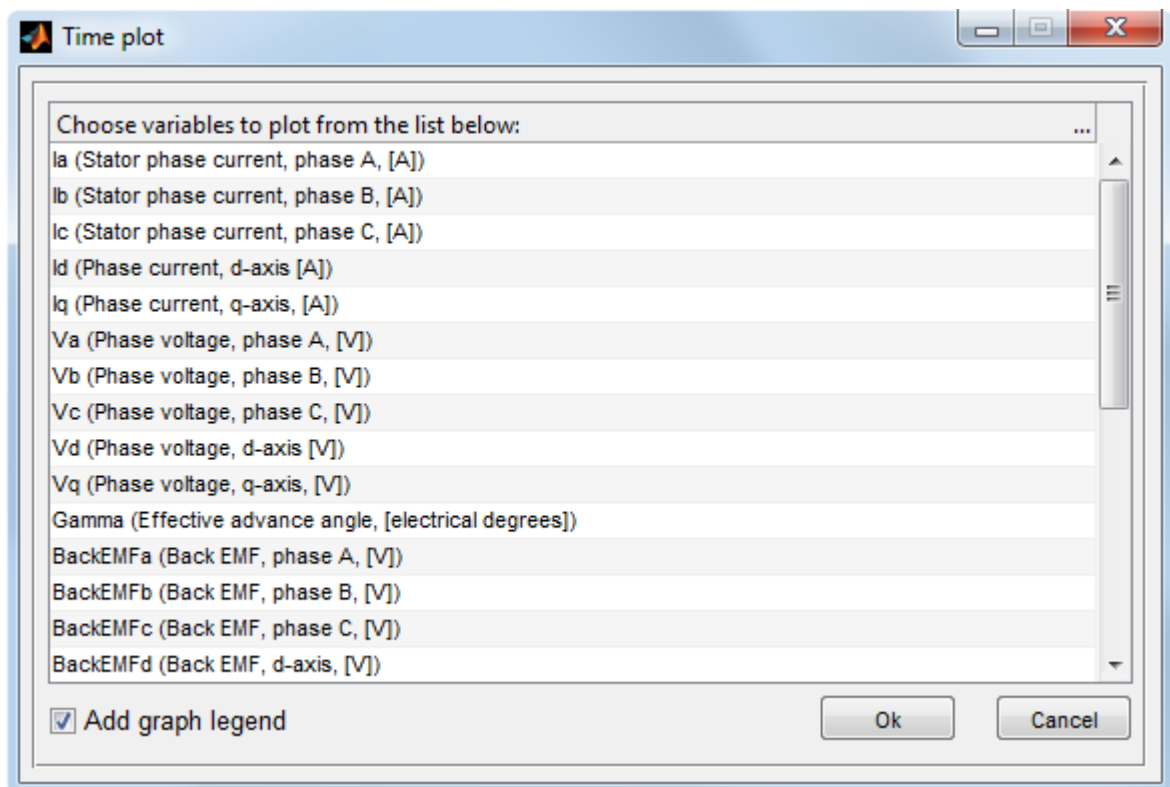 Time plot
Choose variables to plot from the list below: ...
Ia (Stator phase current, phase A, [A])
Ib (Stator phase current, phase B, [A])
Ic (Stator phase current, phase C, [A])
Id (Phase current, d-axis [A])
Iq (Phase current, q-axis, [A])
Va (Phase voltage, phase A, [V])
Vb (Phase voltage, phase B, [V])
Vc (Phase voltage, phase C, [V])
Vd (Phase voltage, d-axis [V])
Vq (Phase voltage, q-axis, [V])
Gamma (Effective advance angle, [electrical degrees])
BackEMFa (Back EMF, phase A, [V])
BackEMFb (Back EMF, phase B, [V])
BackEMFc (Back EMF, phase C, [V])
BackEMFd (Back EMF, d-axis, [V])
Add graph legend Ok Cancel